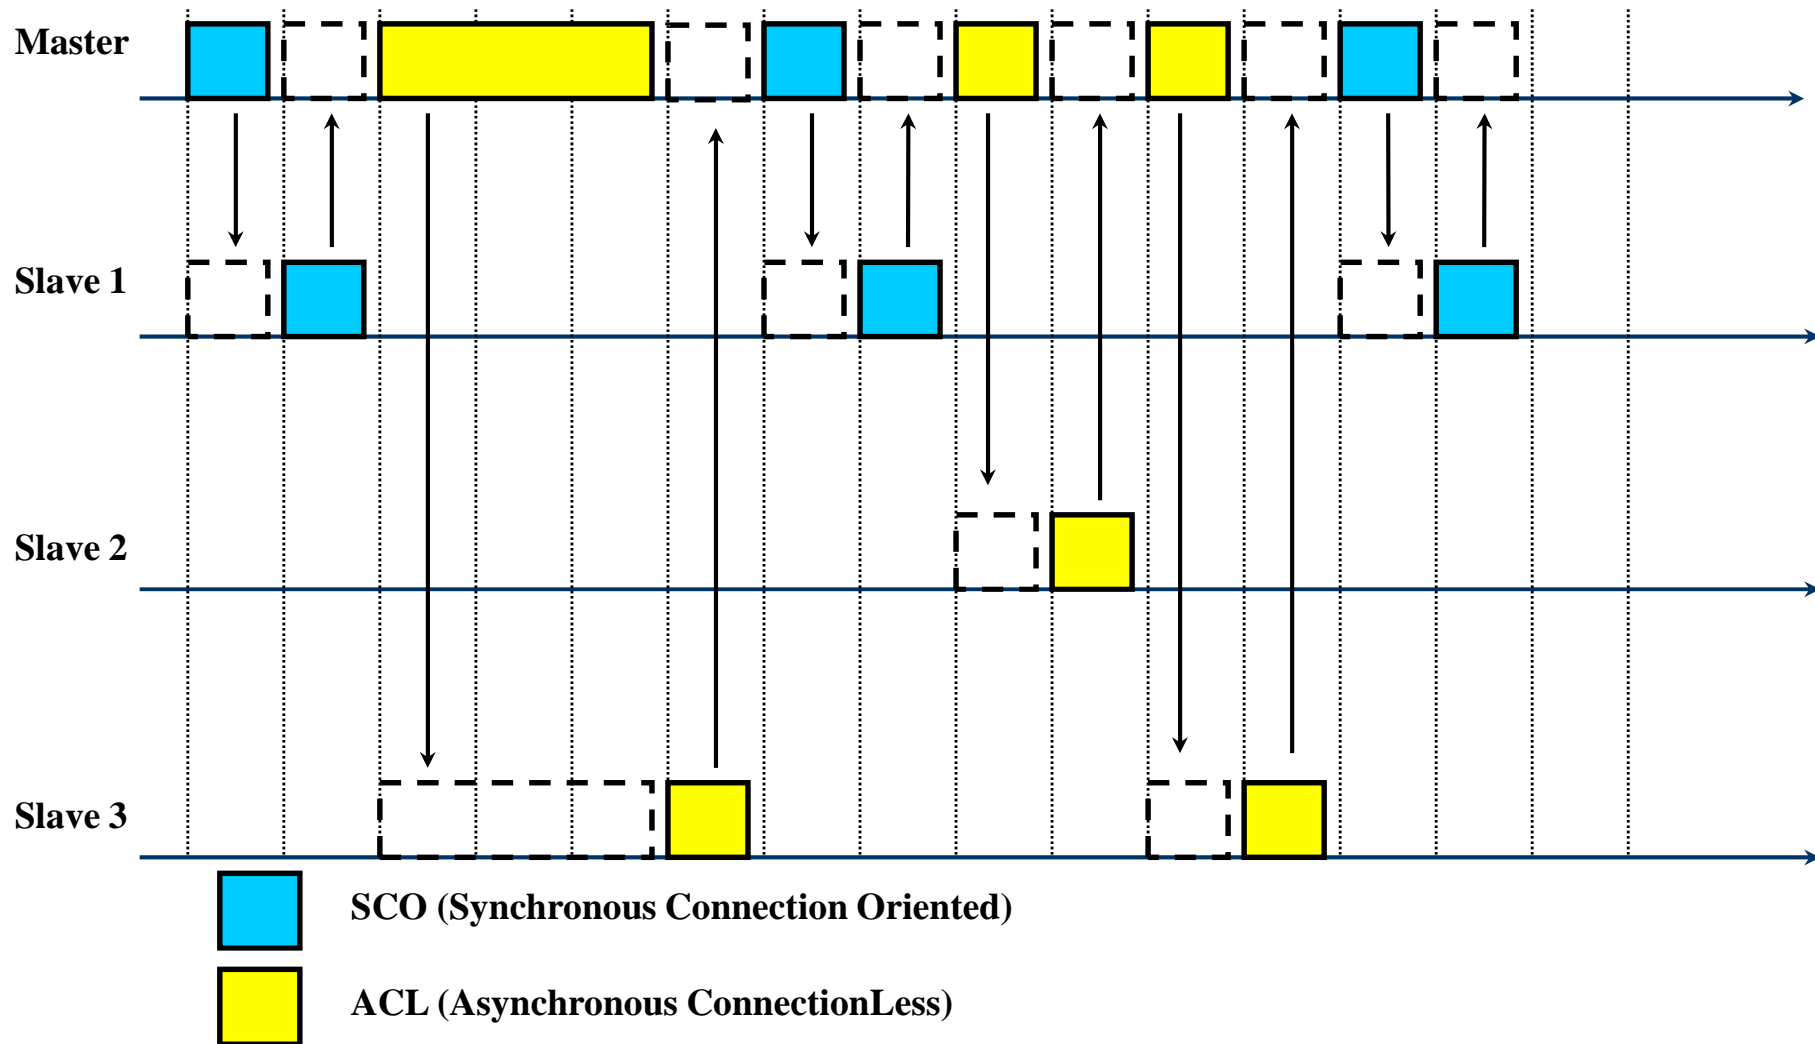 Master
Slave 1
Slave 2
Slave 3
SCO (Synchronous Connection Oriented)
ACL (Asynchronous ConnectionLess)